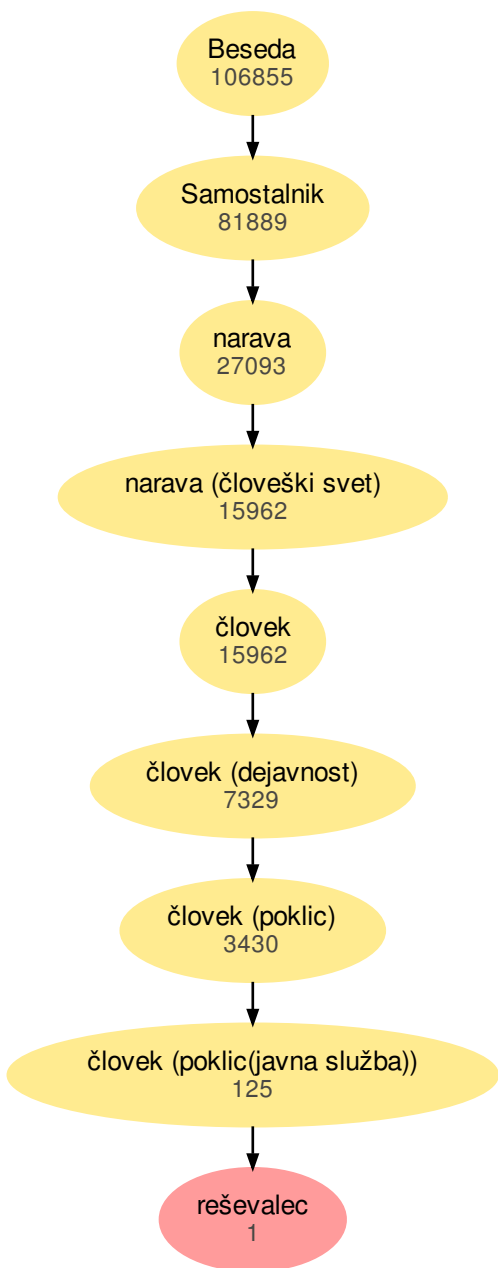 Beseda
106855
Samostalnik
81889
narava
27093
narava (človeški svet)
15962
človek
15962
človek (dejavnost)
7329
človek (poklic)
3430
človek (poklic(javna služba))
125
reševalec
1